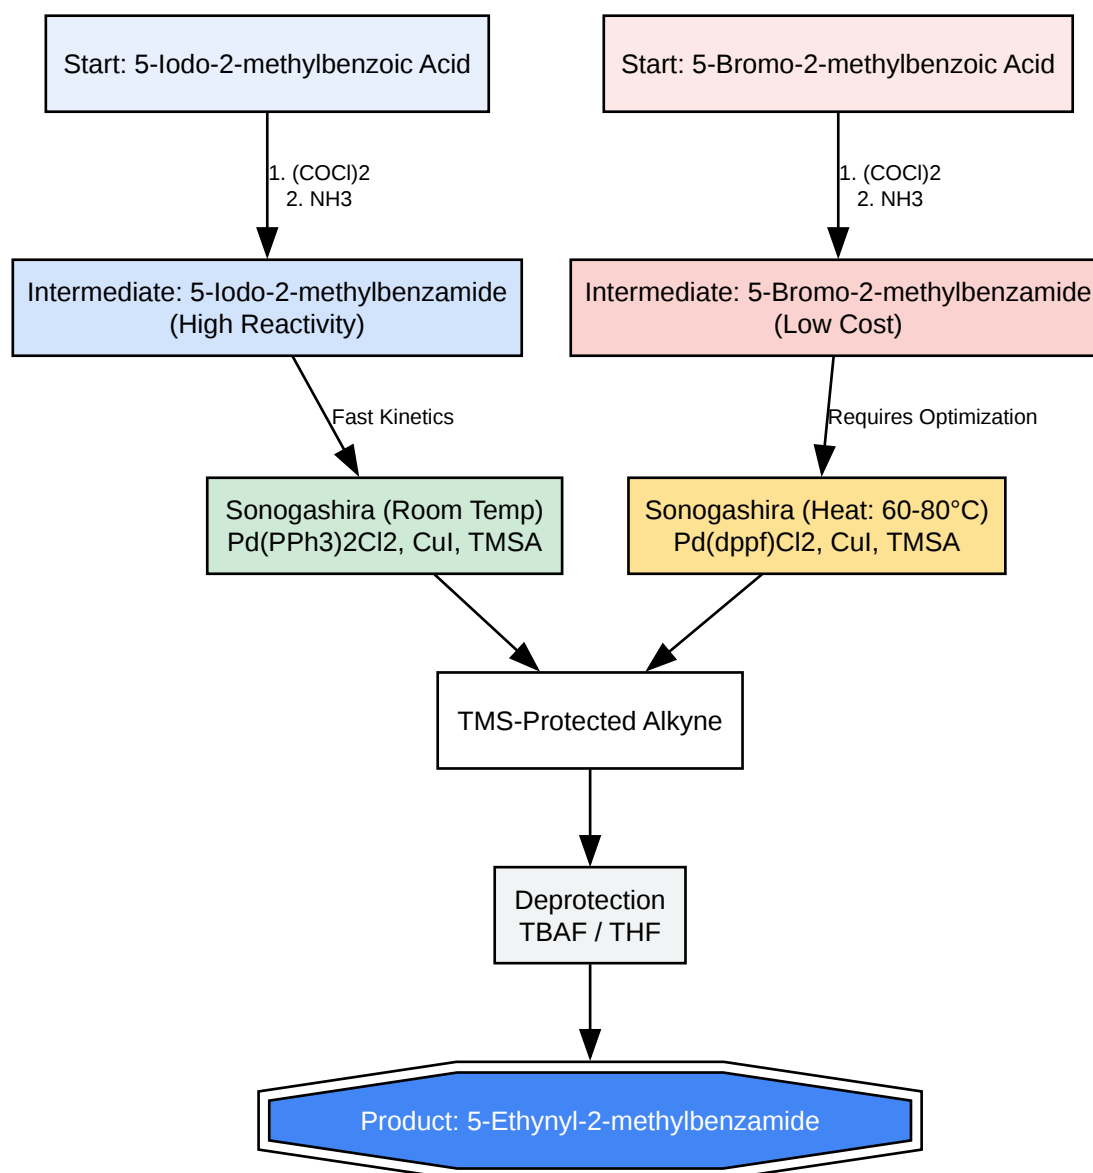 Start: 5-Iodo-2-methylbenzoic Acid
Start: 5-Bromo-2-methylbenzoic Acid
1. (COCl)2
2. NH3
1. (COCl)2
2. NH3
Intermediate: 5-Iodo-2-methylbenzamide
(High Reactivity)
Intermediate: 5-Bromo-2-methylbenzamide
(Low Cost)
Fast Kinetics
Requires Optimization
Sonogashira (Room Temp)
Pd(PPh3)2Cl2, CuI, TMSA
Sonogashira (Heat: 60-80°C)
Pd(dppf)Cl2, CuI, TMSA
TMS-Protected Alkyne
Deprotection
TBAF / THF
Product: 5-Ethynyl-2-methylbenzamide